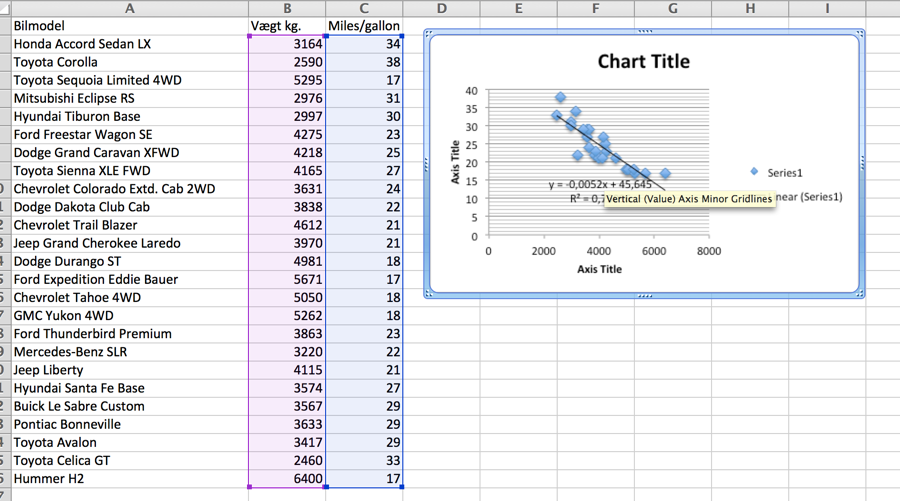 A B C D E F G H I
Bilmodel Vægt kg. Miles/gallon
Honda Accord Sedan LX 3164 34
Toyota Corolla 2590 38
Toyota Sequoia Limited 4WD 5295 17
Mitsubishi Eclipse RS 2976 31
Hyundai Tiburon Base 2997 30
Ford Freestar Wagon SE 4275 23
Dodge Grand Caravan XFWD 4218 25
Toyota Sienna XLE FWD 4165 27
Chevrolet Colorado Extd. Cab 2WD 3631 24
Dodge Dakota Club Cab 3838 22
Chevrolet Trail Blazer 4612 21
Jeep Grand Cherokee Laredo 3970 21
Dodge Durango ST 4981 18
Ford Expedition Eddie Bauer 5671 17
Chevrolet Tahoe 4WD 5050 18
GMC Yukon 4WD 5262 18
Ford Thunderbird Premium 3863 23
Mercedes-Benz SLR 3220 22
Jeep Liberty 4115 21
Hyundai Santa Fe Base 3574 27
Buick Le Sabre Custom 3567 29
Pontiac Bonneville 3633 29
Toyota Avalon 3417 29
Toyota Celica GT 2460 33
Hummer H2 6400 17
Chart Title
Axis Title
40
35
30
25
20
15
10
5
0
y = -0,0052x + 45,645
R² = 0,7
Vertical (Value) Axis Minor Gridlines
0 2000 4000 6000 8000
Axis Title
Series1
near (Series1)